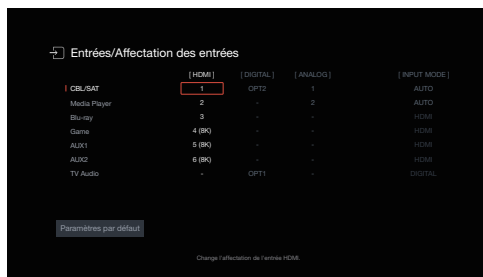 Entrées/Affectation des entrées
[ HDMI ] [ DIGITAL ] [ ANALOG ] [ INPUT MODE ]
CBL/SAT 1 OPT2 1 AUTO
Media Player 2 - 2 AUTO
Blu-ray 3 - - HDMI
Game 4 (8K) - - HDMI
AUX1 5 (8K) - - HDMI
AUX2 6 (8K) - - HDMI
TV Audio - OPT1 - DIGITAL
Paramètres par défaut
Change l'affectation de l'entrée HDMI.